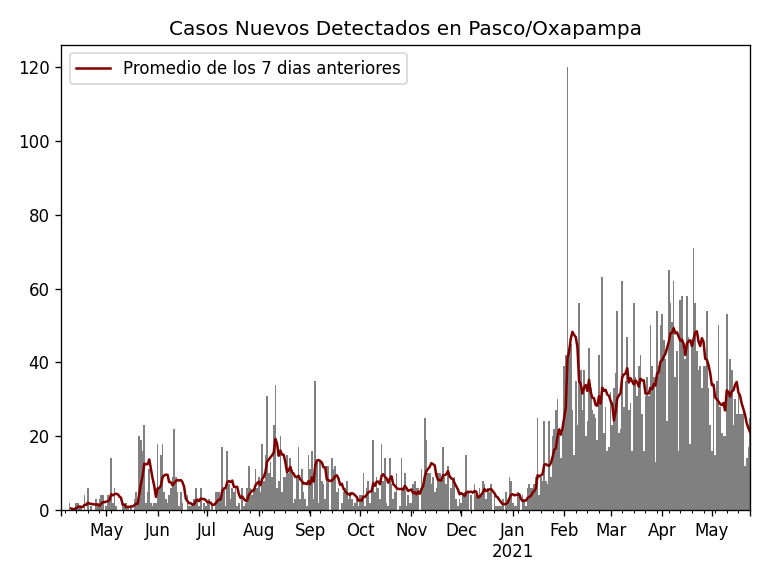 Casos Nuevos Detectados en Pasco/Oxapampa
Promedio de los 7 dias anteriores
120
100
80
60
40
20
0
May Jun Jul Aug Sep Oct Nov Dec Jan Feb Mar Apr May
2021